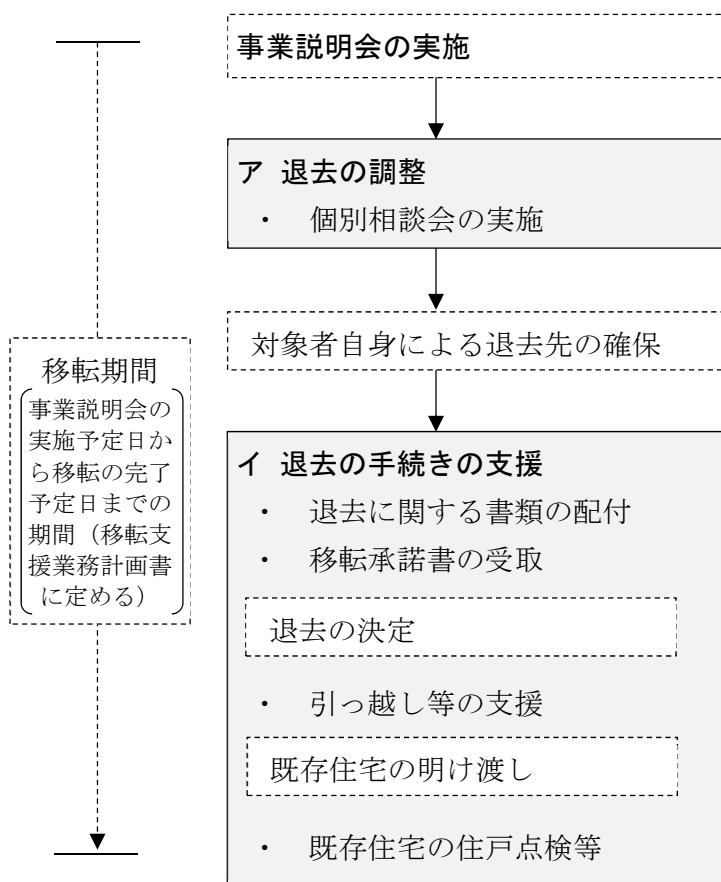 事業説明会の実施
ア 退去の調整
・ 個別相談会の実施
対象者自身による退去先の確保
移転期間
事業説明会の
実施予定日か
ら移転の完了
予定日までの
期間（移転支
援業務計画書
に定める）
イ 退去の手続きの支援
・ 退去に関する書類の配付
・ 移転承諾書の受取
退去の決定
・ 引っ越し等の支援
既存住宅の明け渡し
・ 既存住宅の住戸点検等